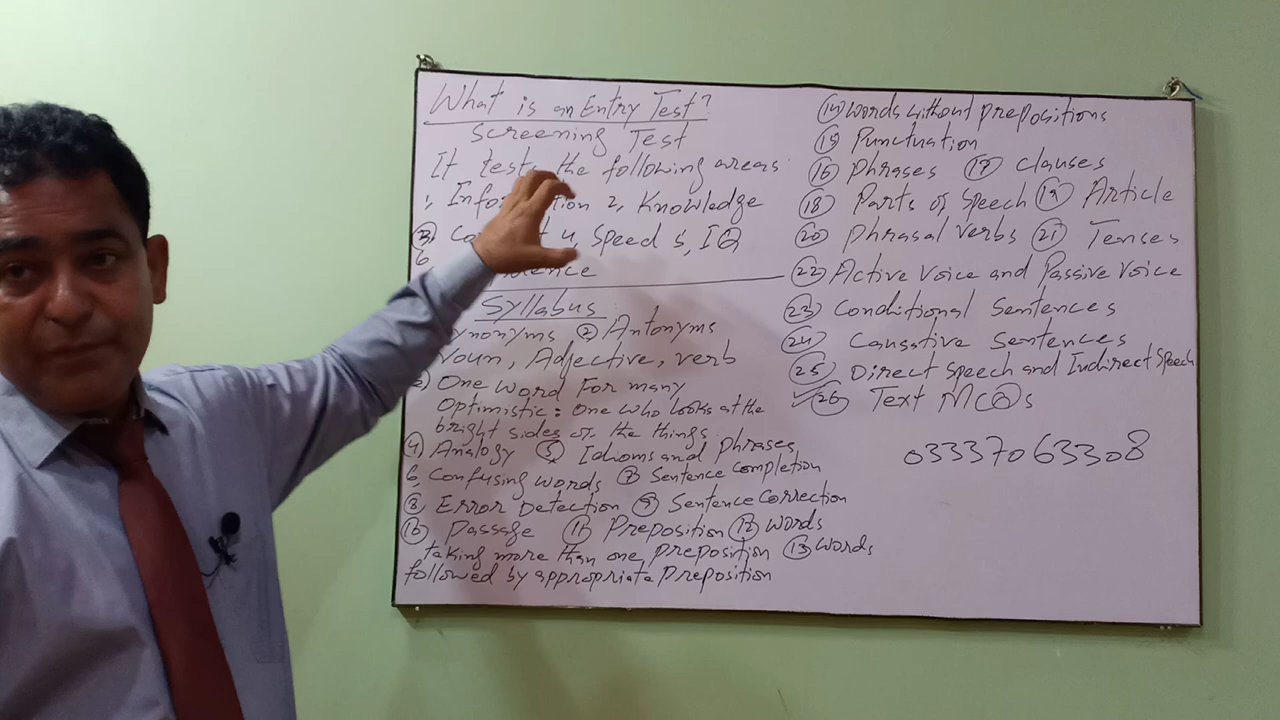 What is an Entry Test?
Screening Test
It tests the following areas
1, Information 2, Knowledge
3, 4, Speed 5, IQ
6
Syllabus
Synonyms ② Antonyms
Noun, Adjective, verb
One word For many
Optimistic: One who looks at the
bright sides of the things.
④ Analogy ⑤ Idioms and phrases
6, Confusing words ⑦ Sentence completion
⑧ Error Detection ⑨ Sentence Correction
⑩ Passage ⑪ Preposition ⑫ words
taking more than one preposition ⑬ words
followed by appropriate Preposition
⑭ words without prepositions
⑮ Punctuation
⑯ Phrases ⑰ Clauses
⑱ Parts of Speech ⑲ Article
⑳ Phrasal verbs ㉑ Tenses
㉒ Active voice and Passive voice
㉓ Conditional Sentences
㉔ Causative Sentences
㉕ Direct Speech and Indirect Speech
㉖ Text MCQs
03337063308